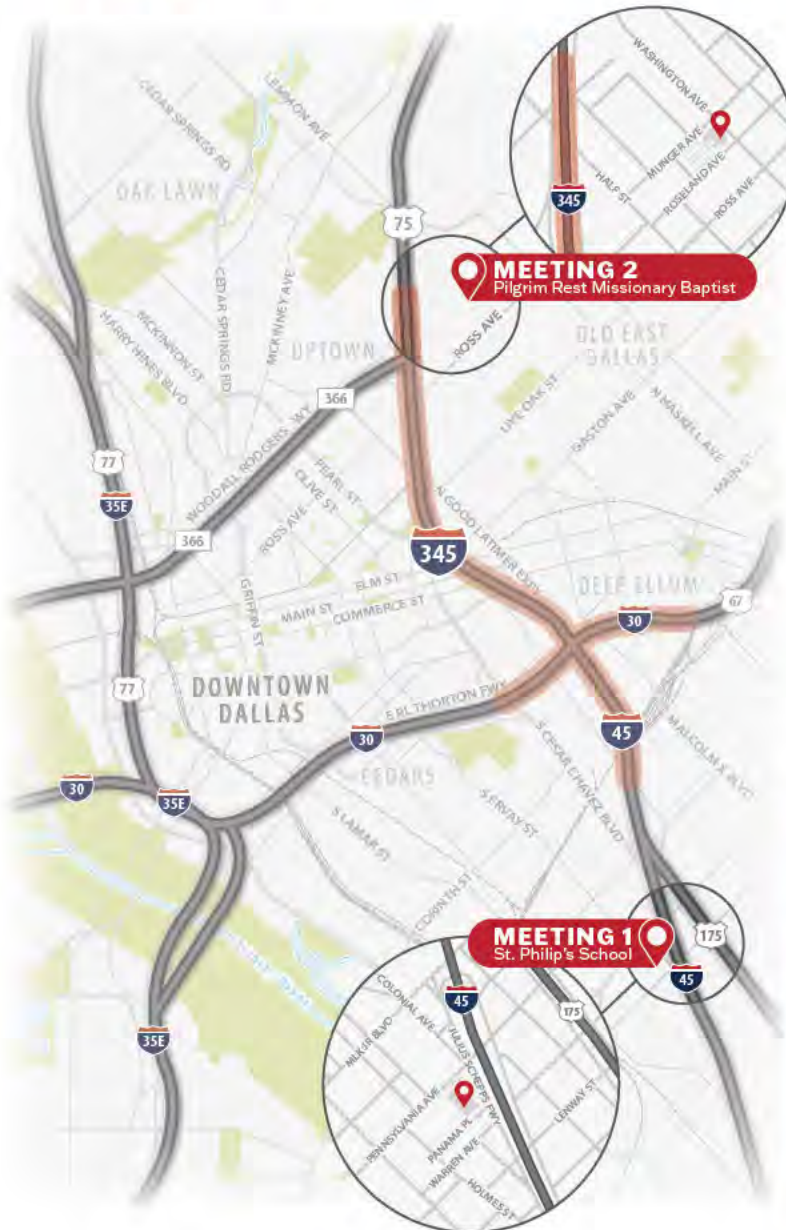 CEDAR SPRINGS RD
LEMMON AVE
OAK LAWN
75
WASHINGTON AVE
MUNGER AVE
HALF ST
ROSELAND AVE
ROSS AVE
345
MEETING 2
Pilgrim Rest Missionary Baptist
CEDAR SPRINGS RD
MCKINNEY AVE
MCKINNON ST
HARRY HINES BLVD
UPTOWN
ROSS AVE
OLD EAST
DALLAS
366
LIVE OAK ST
GASTON AVE
N HASKELL AVE
MAIN ST
77
35E
WOODALL RODGERS WY
PEARL ST
OLIVE ST
ROSS AVE
366
N GOOD LATIMER EXPY
345
ELM ST
MAIN ST
COMMERCE ST
GRIFFIN ST
DEEP ELLUM
30
67
77
DOWNTOWN
DALLAS
E RL THORTON FWY
30
45
MALCOLM X BLVD
S CESAR CHAVEZ BLVD
CEDARS
30
35E
S LAMAR ST
S ERVAY ST
CORINTH ST
MEETING 1
St. Philip's School
175
45
45
175
COLONIAL AVE
MLK JR BLVD
JULIUS SCHEPPS FWY
35E
PENNSYLVANIA AVE
PANAMA PL
WARREN AVE
LENWAY ST
HOLMES ST